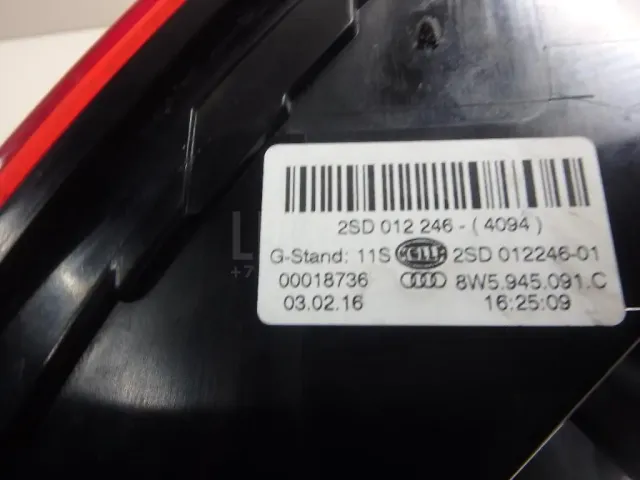 A
2SD 012 246 - ( 4094 )
G-Stand: 11S HELLA 2SD 012246-01
00018736 8W5.945.091.C
03.02.16 16:25:09